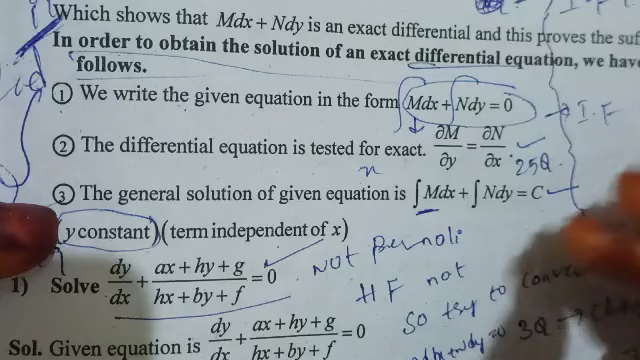 Which shows that Mdx + Ndy is an exact differential and this proves the suf
In order to obtain the solution of an exact differential equation, we have
follows.
① We write the given equation in the form Mdx + Ndy = 0 → I.F
② The differential equation is tested for exact. ∂M/∂y = ∂N/∂x. 25Q.
③ The general solution of given equation is ∫ Mdx + ∫ Ndy = C
(y constant) (term independent of x)
NOT Bernoli
1) Solve dy/dx + (ax + hy + g)/(hx + by + f) = 0
HF not
So try to
Sol. Given equation is dy/dx + (ax + hy + g)/(hx + by + f) = 0
3Q →